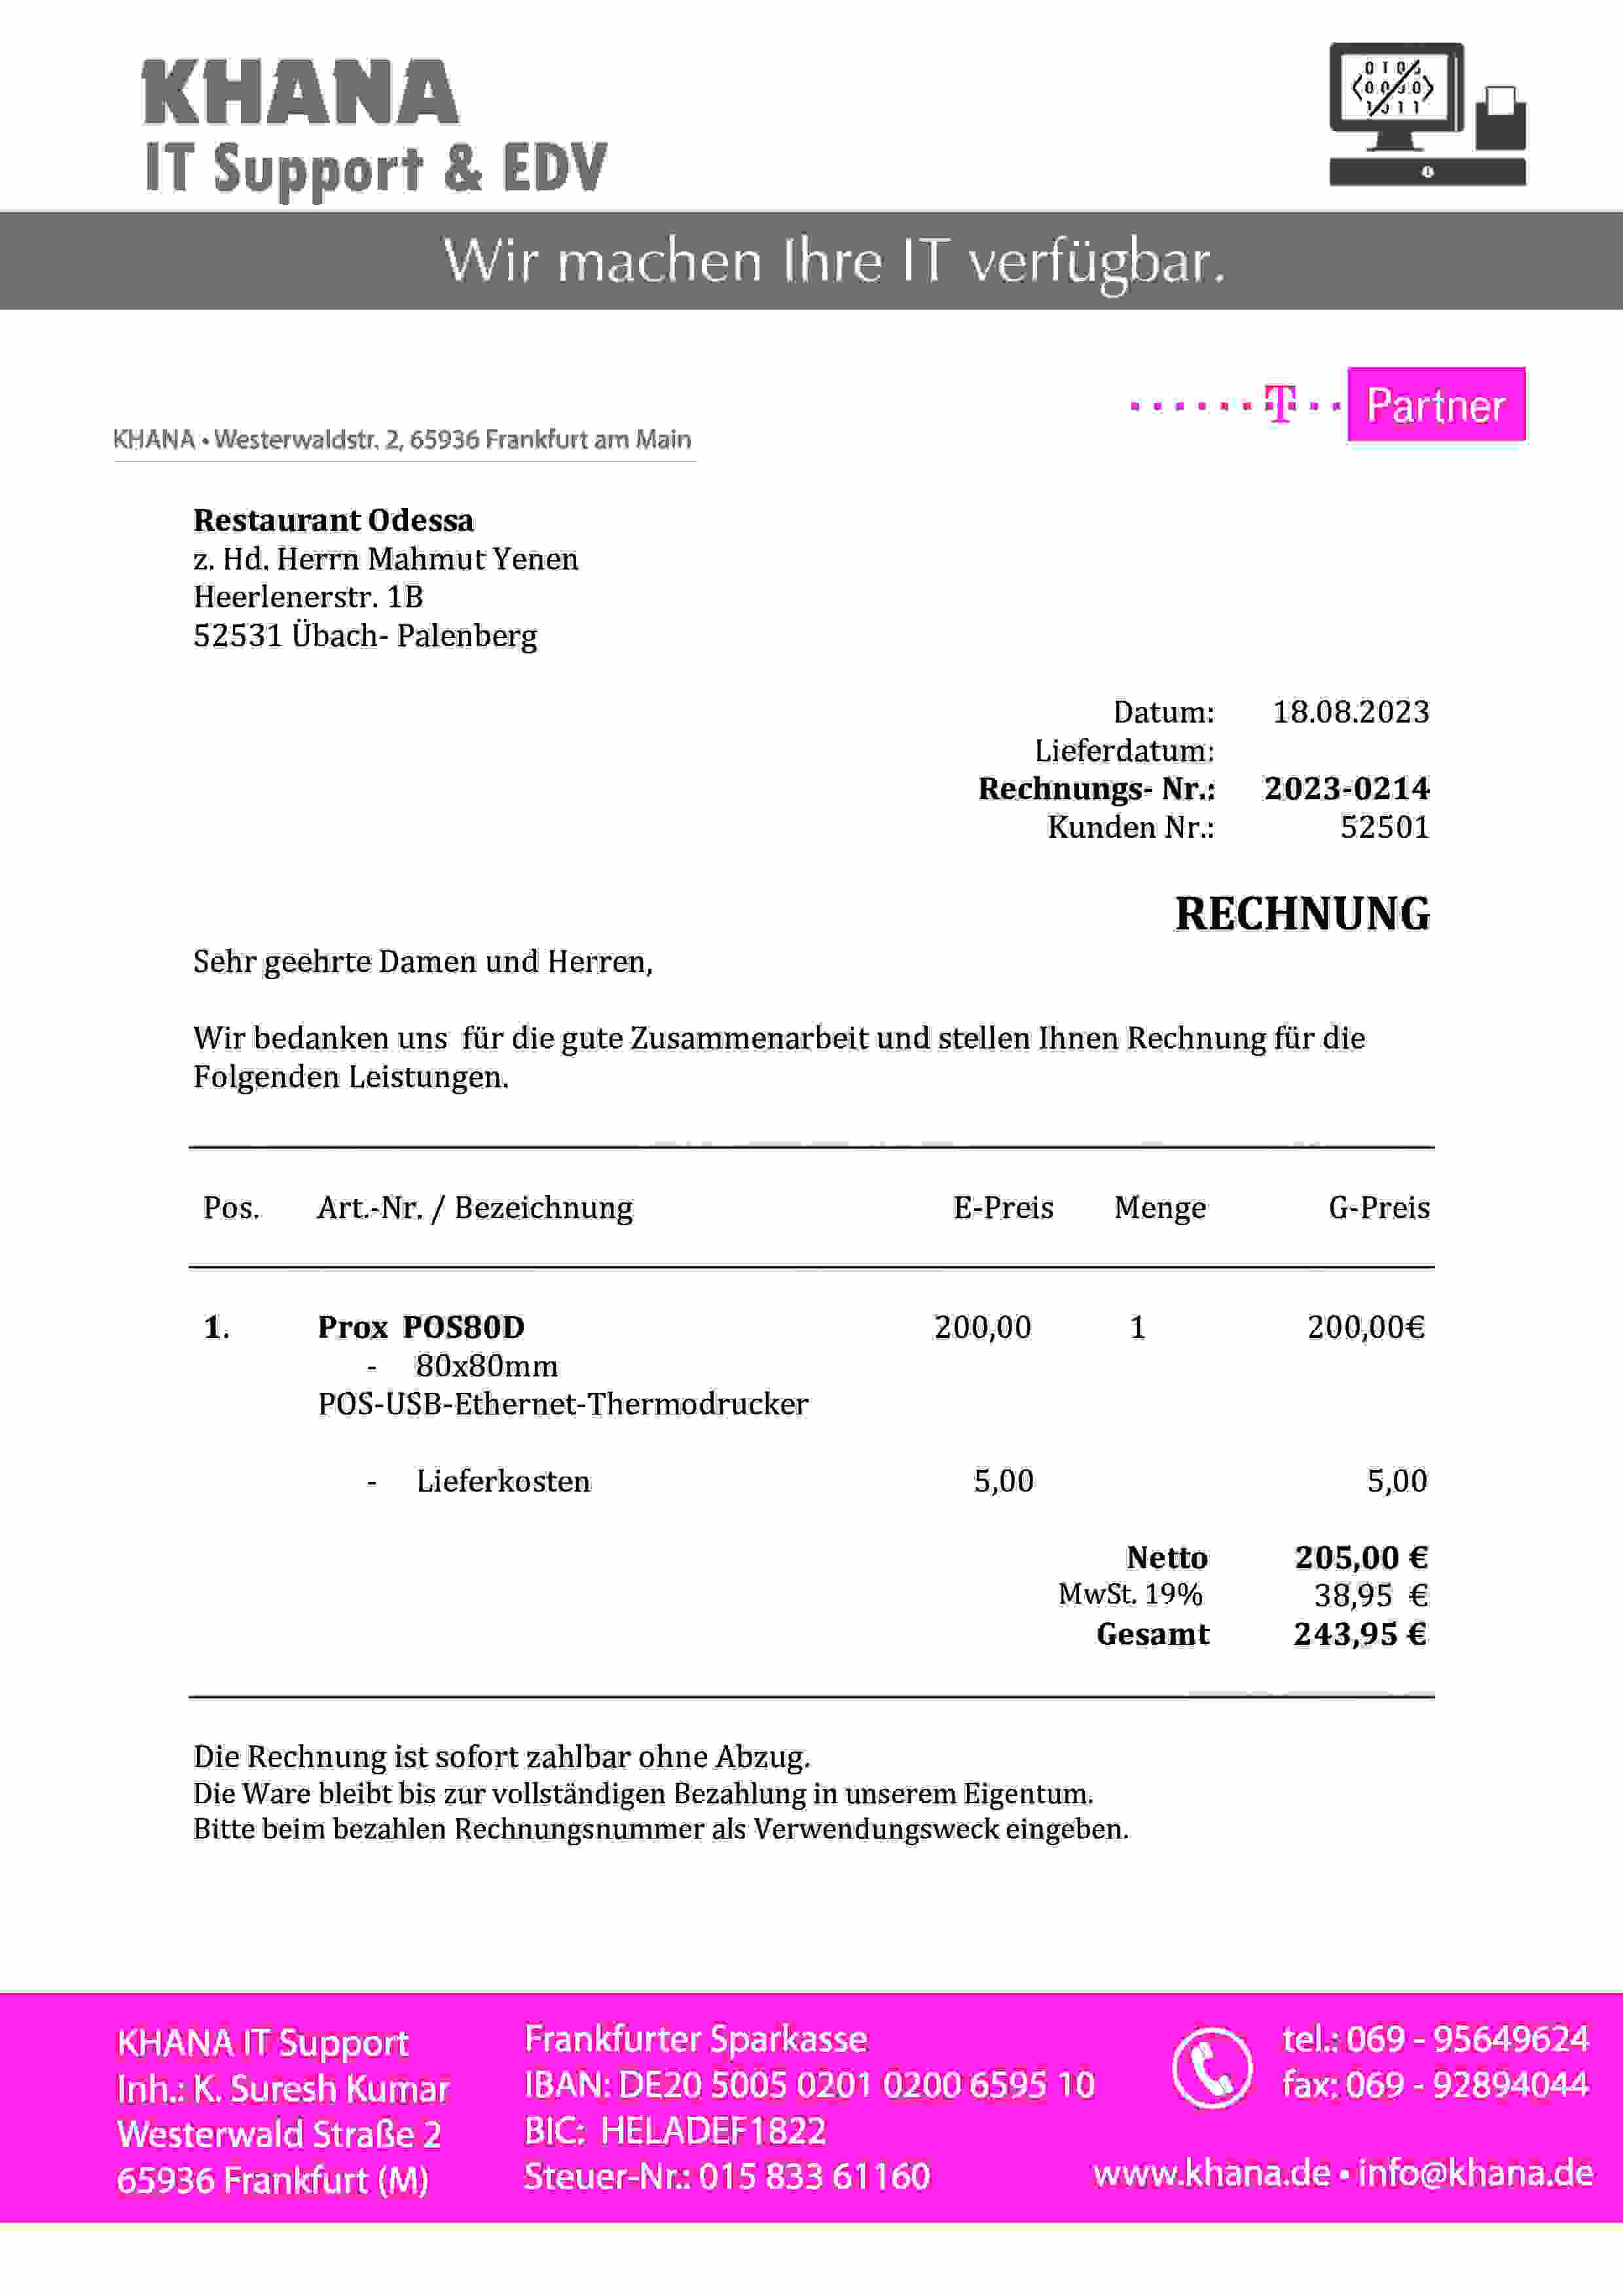 KHANA
IT Support & EDV
Wir machen Ihre IT verfügbar.
T Partner
KHANA • Westerwaldstr. 2, 65936 Frankfurt am Main
Restaurant Odessa
z. Hd. Herrn Mahmut Yenen
Heerlenerstr. 1B
52531 Übach- Palenberg
Datum: 18.08.2023
Lieferdatum:
Rechnungs- Nr.: 2023-0214
Kunden Nr.: 52501
RECHNUNG
Sehr geehrte Damen und Herren,
Wir bedanken uns für die gute Zusammenarbeit und stellen Ihnen Rechnung für die
Folgenden Leistungen.
Pos. Art.-Nr. / Bezeichnung E-Preis Menge G-Preis
1. Prox POS80D 200,00 1 200,00€
- 80x80mm
POS-USB-Ethernet-Thermodrucker
- Lieferkosten 5,00 5,00
Netto 205,00 €
MwSt. 19% 38,95 €
Gesamt 243,95 €
Die Rechnung ist sofort zahlbar ohne Abzug.
Die Ware bleibt bis zur vollständigen Bezahlung in unserem Eigentum.
Bitte beim bezahlen Rechnungsnummer als Verwendungsweck eingeben.
KHANA IT Support
Inh.: K. Suresh Kumar
Westerwald Straße 2
65936 Frankfurt (M)
Frankfurter Sparkasse
IBAN: DE20 5005 0201 0200 6595 10
BIC: HELADEF1822
Steuer-Nr.: 015 833 61160
tel.: 069 - 95649624
fax: 069 - 92894044
www.khana.de • info@khana.de